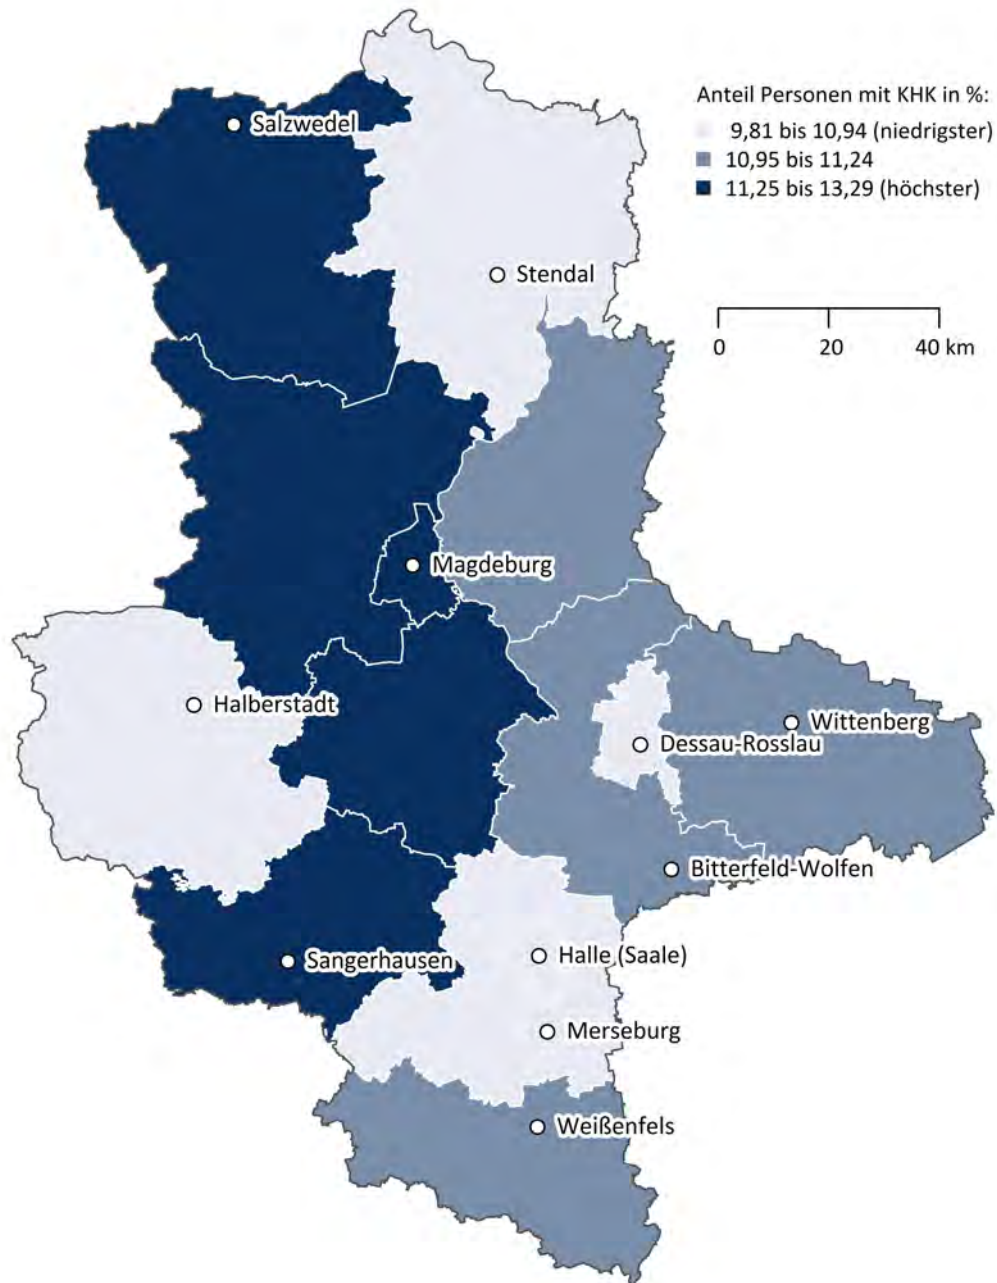 Anteil Personen mit KHK in %:
9,81 bis 10,94 (niedrigster)
10,95 bis 11,24
11,25 bis 13,29 (höchster)
Salzwedel
Stendal
0 20 40 km
Magdeburg
Halberstadt
Wittenberg
Dessau-Rosslau
Bitterfeld-Wolfen
Halle (Saale)
Sangerhausen
Merseburg
Weißenfels